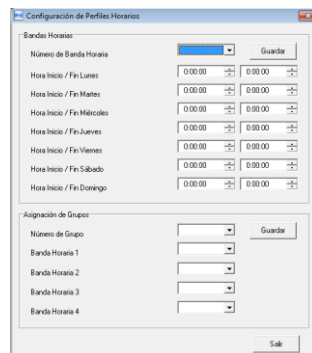 Configuración de Perfiles Horarios
Bandas Horarias
Número de Banda Horaria
Guardar
Hora Inicio / Fin Lunes 0:00:00 0:00:00
Hora Inicio / Fin Martes 0:00:00 0:00:00
Hora Inicio / Fin Miércoles 0:00:00 0:00:00
Hora Inicio / Fin Jueves 0:00:00 0:00:00
Hora Inicio / Fin Viernes 0:00:00 0:00:00
Hora Inicio / Fin Sábado 0:00:00 0:00:00
Hora Inicio / Fin Domingo 0:00:00 0:00:00
Asignación de Grupos
Número de Grupo
Guardar
Banda Horaria 1
Banda Horaria 2
Banda Horaria 3
Banda Horaria 4
Salir